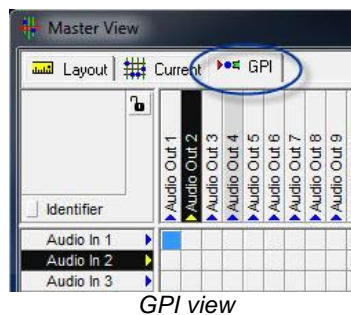 Master View
Layout Current GPI
Audio Out 1
Audio Out 2
Audio Out 3
Audio Out 4
Audio Out 5
Audio Out 6
Audio Out 7
Audio Out 8
Audio Out 9
Identifier
Audio In 1
Audio In 2
Audio In 3
GPI view